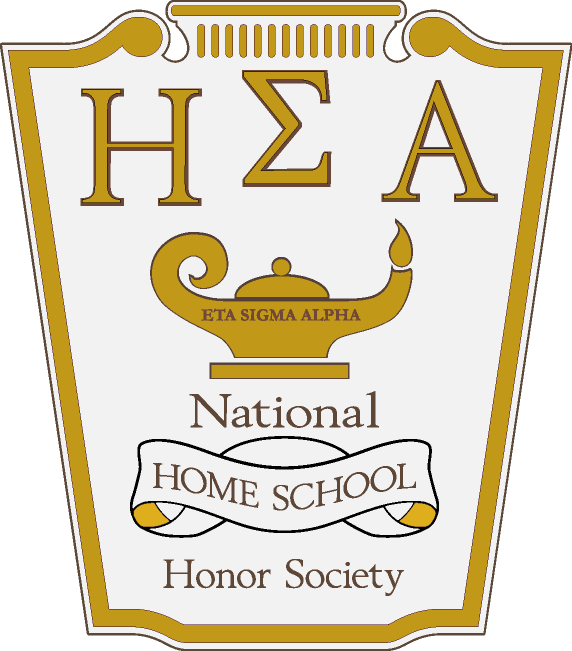 ΗΣΑ
ETA SIGMA ALPHA
National
HOME SCHOOL
Honor Society